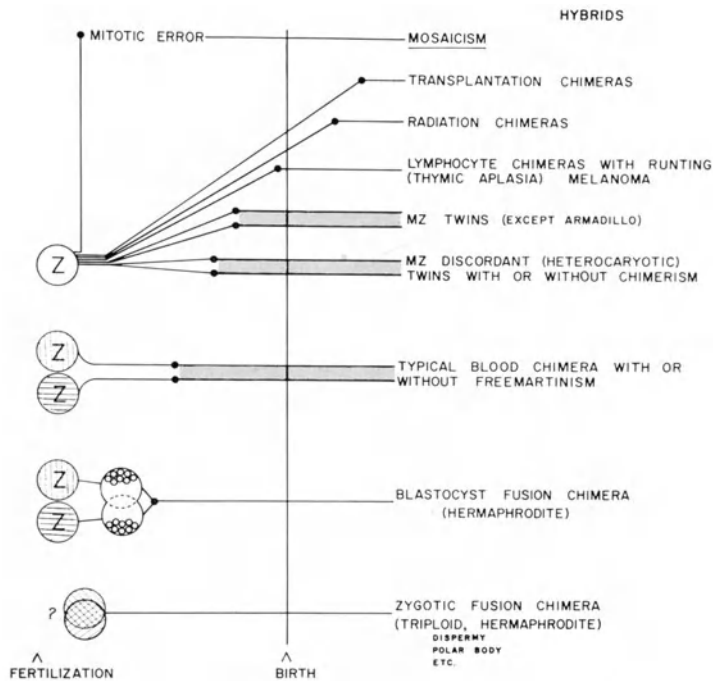 HYBRIDS
MITOTIC ERROR
MOSAICISM
TRANSPLANTATION CHIMERAS
RADIATION CHIMERAS
LYMPHOCYTE CHIMERAS WITH RUNTING
(THYMIC APLASIA) MELANOMA
MZ TWINS (EXCEPT ARMADILLO)
Z
MZ DISCORDANT (HETEROCARYOTIC)
TWINS WITH OR WITHOUT CHIMERISM
Z
Z
TYPICAL BLOOD CHIMERA WITH OR
WITHOUT FREEMARTINISM
Z
Z
BLASTOCYST FUSION CHIMERA
(HERMAPHRODITE)
?
ZYGOTIC FUSION CHIMERA
(TRIPLOID, HERMAPHRODITE)
DISPERMY
POLAR BODY
ETC.
FERTILIZATION
BIRTH